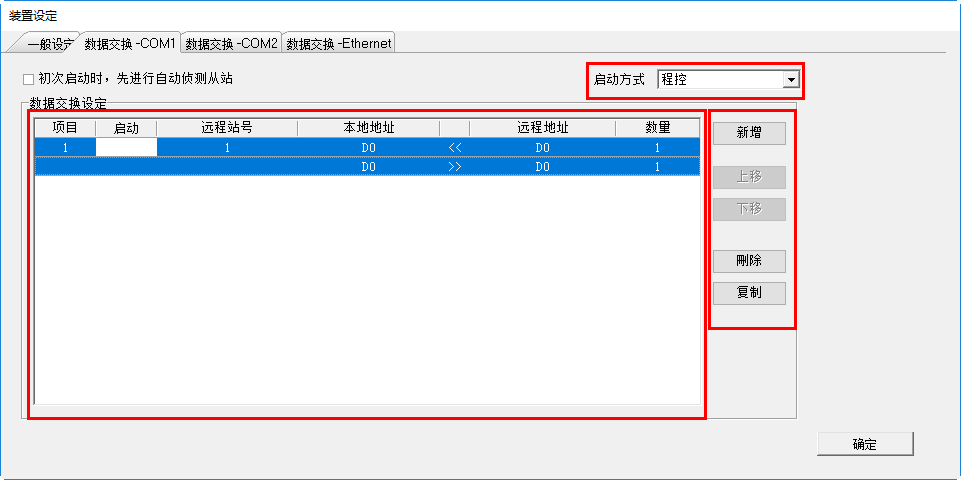 装置设定
一般设定 数据交换 -COM1 数据交换 -COM2 数据交换 -Ethernet
初次启动时，先进行自动侦测从站 启动方式 程控
数据交换设定
项目 启动 远程站号 本地地址 远程地址 数量
1 1 D0 << D0 1
D0 >> D0 1
新增
上移
下移
刪除
复制
确定